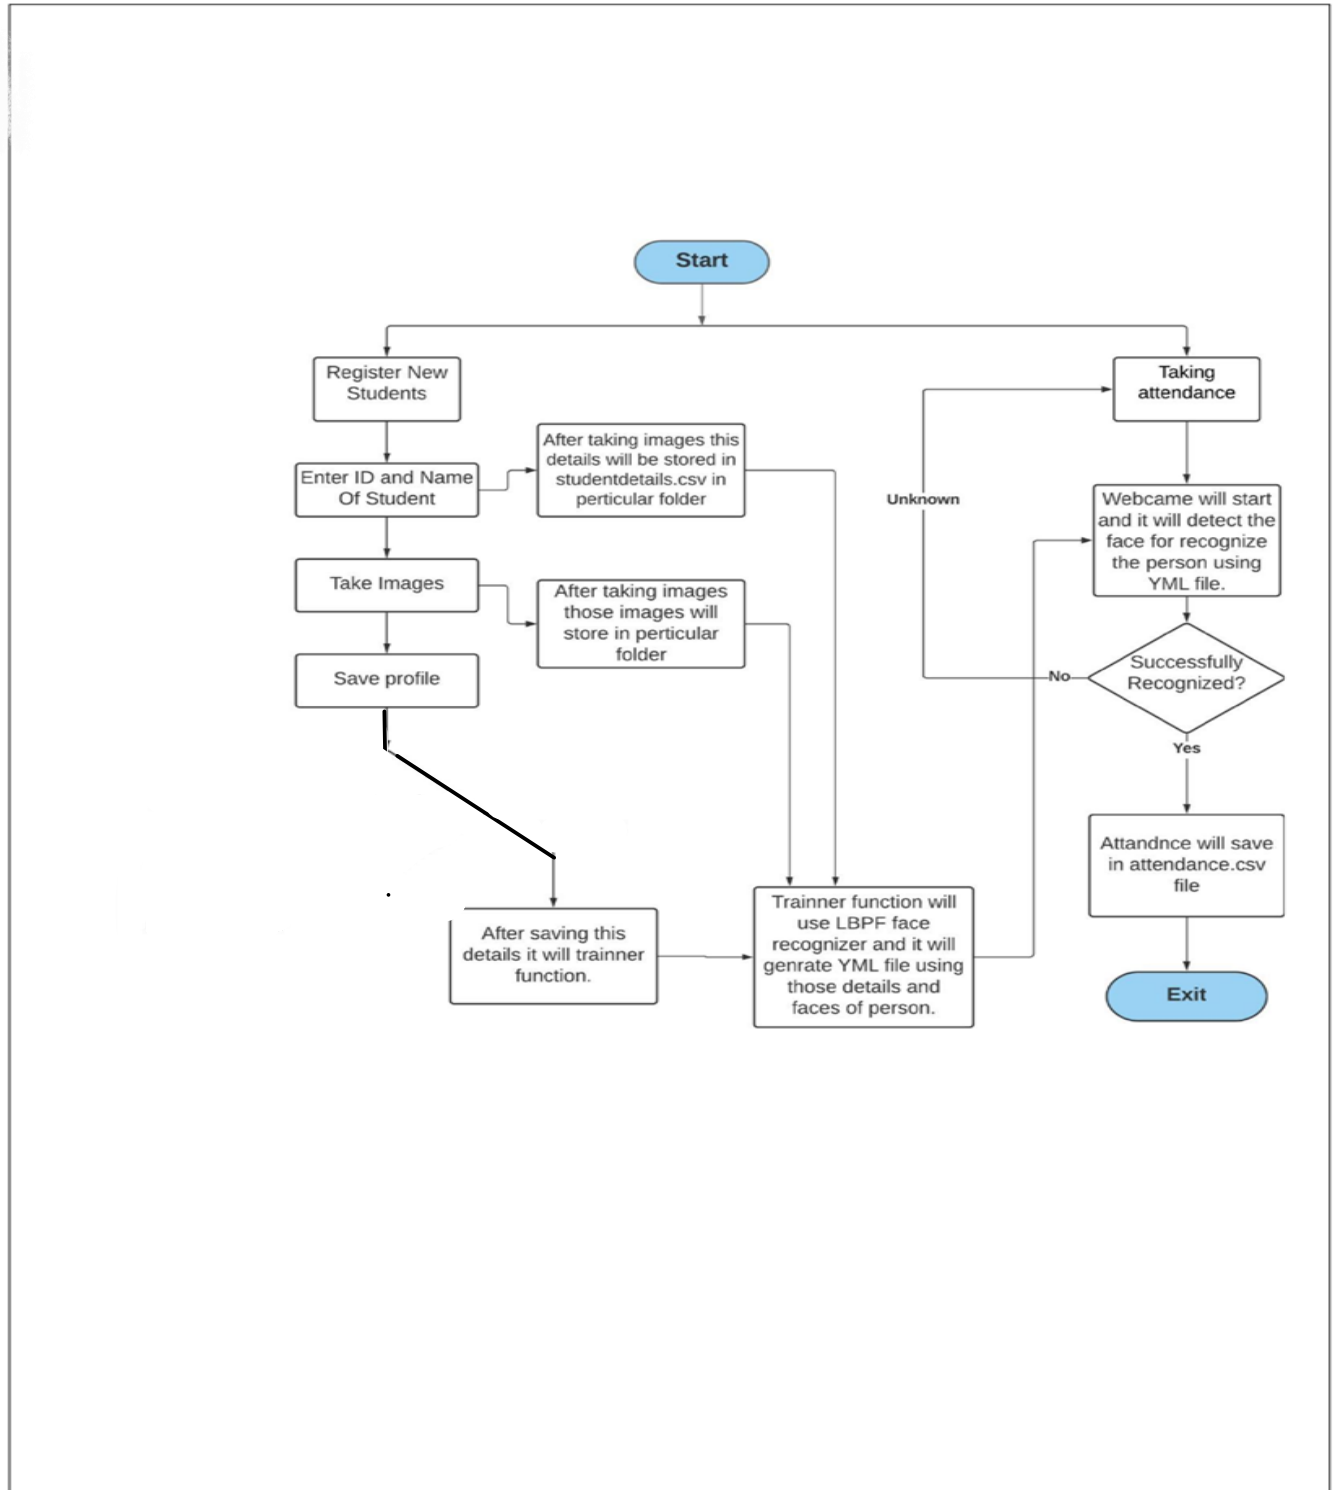 Start
Register New
Students
Enter ID and Name
Of Student
After taking images this
details will be stored in
studentdetails.csv in
perticular folder
Take Images
After taking images
those images will
store in perticular
folder
Save profile
After saving this
details it will trainner
function.
Trainner function will
use LBPF face
recognizer and it will
genrate YML file using
those details and
faces of person.
Taking
attendance
Unknown
Webcame will start
and it will detect the
face for recognize
the person using
YML file.
Successfully
Recognized?
No
Yes
Attandnce will save
in attendance.csv
file
Exit